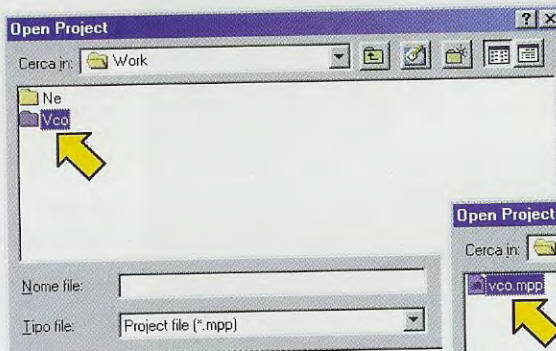 Open Project
Cerca in: Work
Ne
Vco
Nome file:
Tipo file: Project file (*.mpp)
Open Project
Cerca in:
vco.mpp